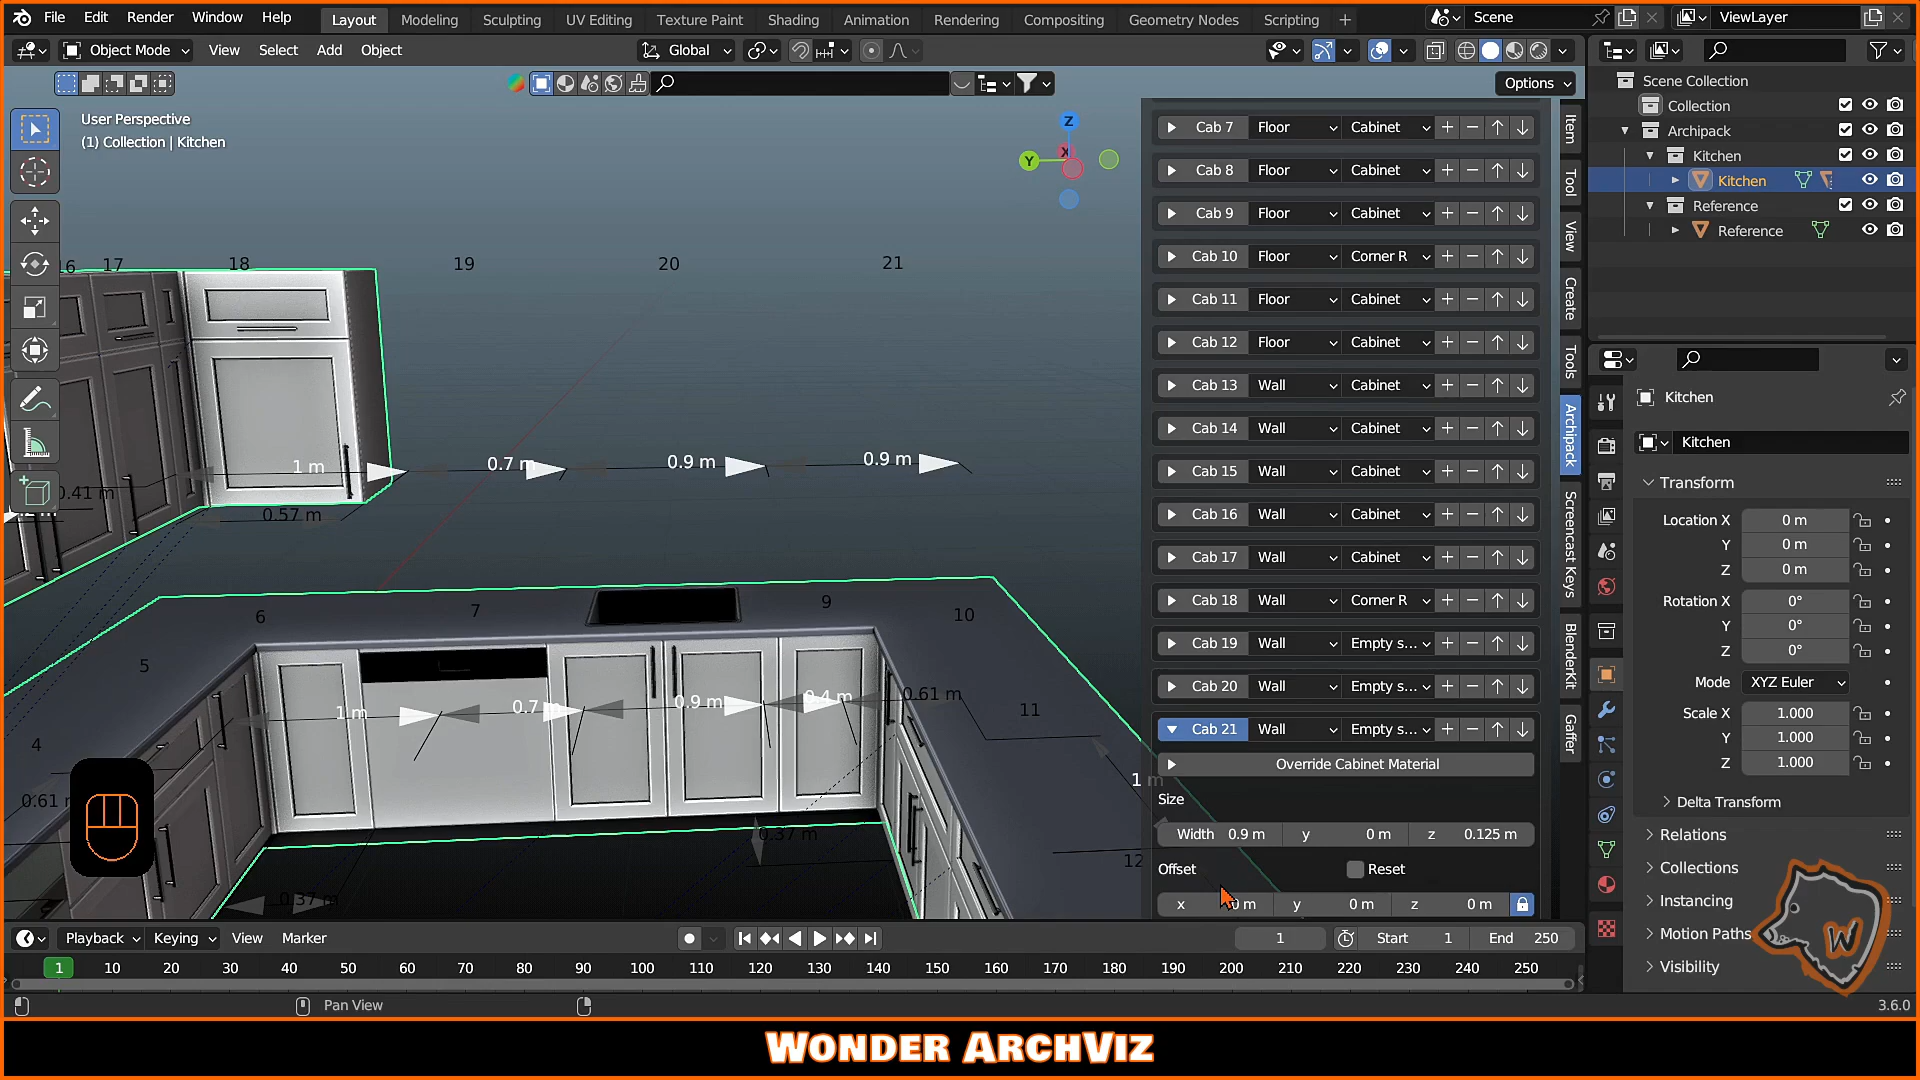 File Edit Render Window Help
Layout Modeling Sculpting UV Editing Texture Paint Shading Animation Rendering Compositing Geometry Nodes Scripting +
Scene ViewLayer
Object Mode View Select Add Object
Global
Options
User Perspective
(1) Collection | Kitchen
Z
Y
X
Scene Collection
Collection
Archipack
Kitchen
Kitchen
Reference
Reference
Item
Tool
View
Create
Tools
Archipack
Screencast Keys
BlenderKit
Gaffer
Cab 7 Floor Cabinet
Cab 8 Floor Cabinet
Cab 9 Floor Cabinet
Cab 10 Floor Corner R
Cab 11 Floor Cabinet
Cab 12 Floor Cabinet
Cab 13 Wall Cabinet
Cab 14 Wall Cabinet
Cab 15 Wall Cabinet
Cab 16 Wall Cabinet
Cab 17 Wall Cabinet
Cab 18 Wall Corner R
Cab 19 Wall Empty s...
Cab 20 Wall Empty s...
Cab 21 Wall Empty s...
Override Cabinet Material
Size
Width 0.9 m y 0 m z 0.125 m
Offset Reset
x 0 m y 0 m z 0 m
17 18 19 20 21
1 m 0.7 m 0.9 m 0.9 m
0.41 m
0.57 m
6 7 9 10
5
4
11
12
1 m 0.9 m 0.4 m 0.61 m
1 m
0.37 m
0.37 m
Kitchen
Kitchen
Transform
Location X 0 m
Y 0 m
Z 0 m
Rotation X 0°
Y 0°
Z 0°
Mode XYZ Euler
Scale X 1.000
Y 1.000
Z 1.000
Delta Transform
Relations
Collections
Instancing
Motion Paths
Visibility
W
Playback Keying View Marker
1 Start 1 End 250
1 10 20 30 40 50 60 70 80 90 100 110 120 130 140 150 160 170 180 190 200 210 220 230 240 250
Pan View
3.6.0
WONDER ARCHVIZ